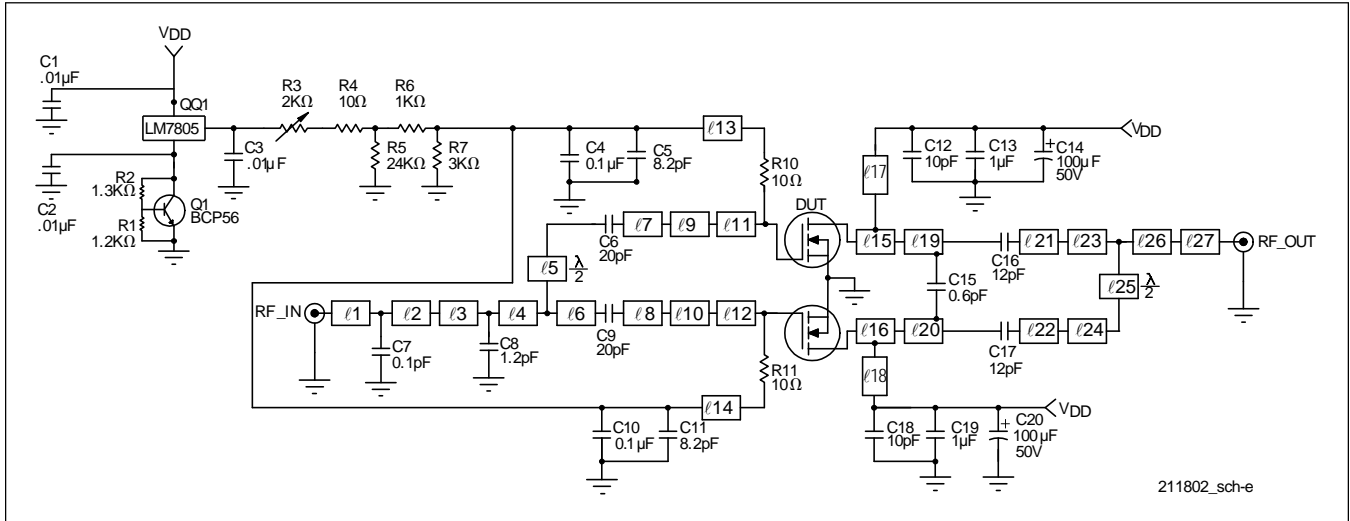 VDD
C1
.01µF
QQ1
LM7805
C2
.01µF
R2
1.3KΩ
R1
1.2KΩ
Q1
BCP56
C3
.01µF
R3
2KΩ
R4
10Ω
R6
1KΩ
R5
24KΩ
R7
3KΩ
C4
0.1µF
C5
8.2pF
ℓ13
R10
10Ω
DUT
ℓ17
C12
10pF
C13
1µF
+
C14
100µF
50V
VDD
C6
20pF
ℓ7
ℓ9
ℓ11
ℓ5
λ
2
RF_IN
ℓ1
ℓ2
ℓ3
ℓ4
ℓ6
C9
20pF
ℓ8
ℓ10
ℓ12
C7
0.1pF
C8
1.2pF
R11
10Ω
ℓ14
C10
0.1µF
C11
8.2pF
ℓ15
ℓ19
C16
12pF
ℓ21
ℓ23
ℓ26
ℓ27
RF_OUT
C15
0.6pF
ℓ25
λ
2
ℓ16
ℓ20
C17
12pF
ℓ22
ℓ24
ℓ18
C18
10pF
C19
1µF
+
C20
100µF
50V
VDD
211802_sch-e